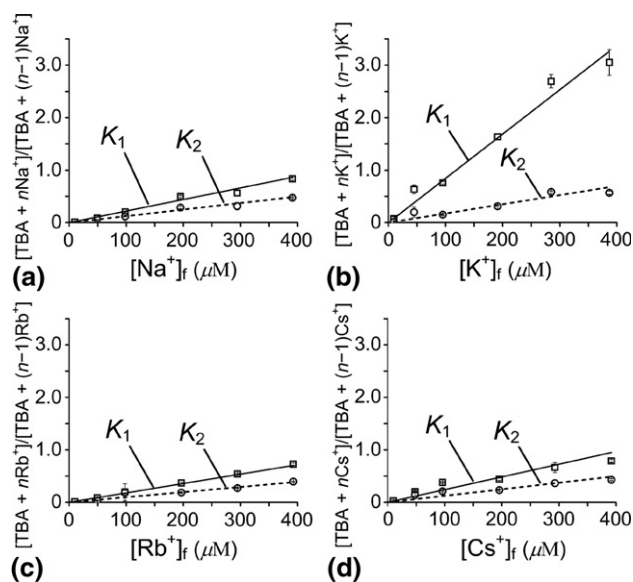 [TBA + nNa⁺]/[TBA + (n−1)Na⁺]
3.0
2.0
1.0
0.0
K₁
K₂
0 100 200 300 400
(a)
[Na⁺]f (μM)
[TBA + nK⁺]/[TBA + (n−1)K⁺]
3.0
2.0
1.0
0.0
K₁
K₂
0 100 200 300 400
(b)
[K⁺]f (μM)
[TBA + nRb⁺]/[TBA + (n−1)Rb⁺]
3.0
2.0
1.0
0.0
K₁
K₂
0 100 200 300 400
(c)
[Rb⁺]f (μM)
[TBA + nCs⁺]/[TBA + (n−1)Cs⁺]
3.0
2.0
1.0
0.0
K₁
K₂
0 100 200 300 400
(d)
[Cs⁺]f (μM)